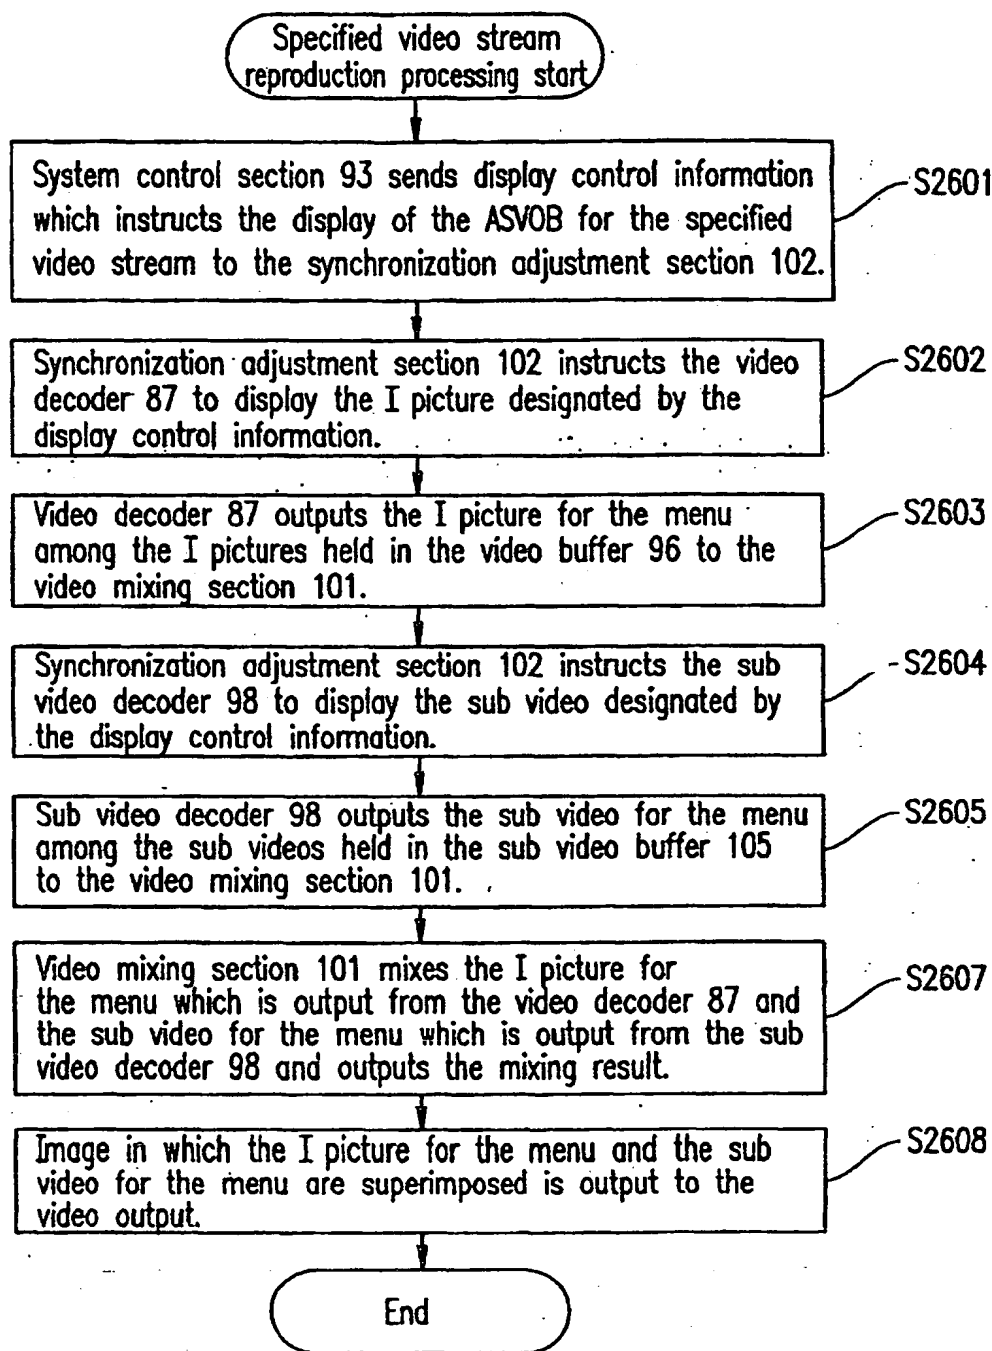 Specified video stream
reproduction processing start
System control section 93 sends display control information
which instructs the display of the ASVOB for the specified
video stream to the synchronization adjustment section 102.
S2601
Synchronization adjustment section 102 instructs the video
decoder 87 to display the I picture designated by the
display control information.
S2602
Video decoder 87 outputs the I picture for the menu
among the I pictures held in the video buffer 96 to the
video mixing section 101.
S2603
Synchronization adjustment section 102 instructs the sub
video decoder 98 to display the sub video designated by
the display control information.
S2604
Sub video decoder 98 outputs the sub video for the menu
among the sub videos held in the sub video buffer 105
to the video mixing section 101.
S2605
Video mixing section 101 mixes the I picture for
the menu which is output from the video decoder 87 and
the sub video for the menu which is output from the sub
video decoder 98 and outputs the mixing result.
S2607
Image in which the I picture for the menu and the sub
video for the menu are superimposed is output to the
video output.
S2608
End